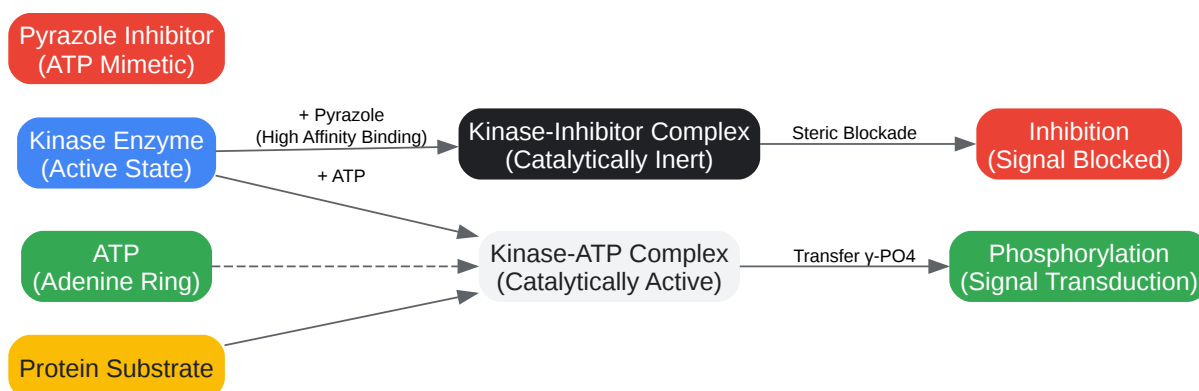 Pyrazole Inhibitor
(ATP Mimetic)
Kinase Enzyme
(Active State)
+ Pyrazole
(High Affinity Binding)
Kinase-Inhibitor Complex
(Catalytically Inert)
Steric Blockade
Inhibition
(Signal Blocked)
+ ATP
ATP
(Adenine Ring)
Kinase-ATP Complex
(Catalytically Active)
Transfer γ-PO4
Phosphorylation
(Signal Transduction)
Protein Substrate